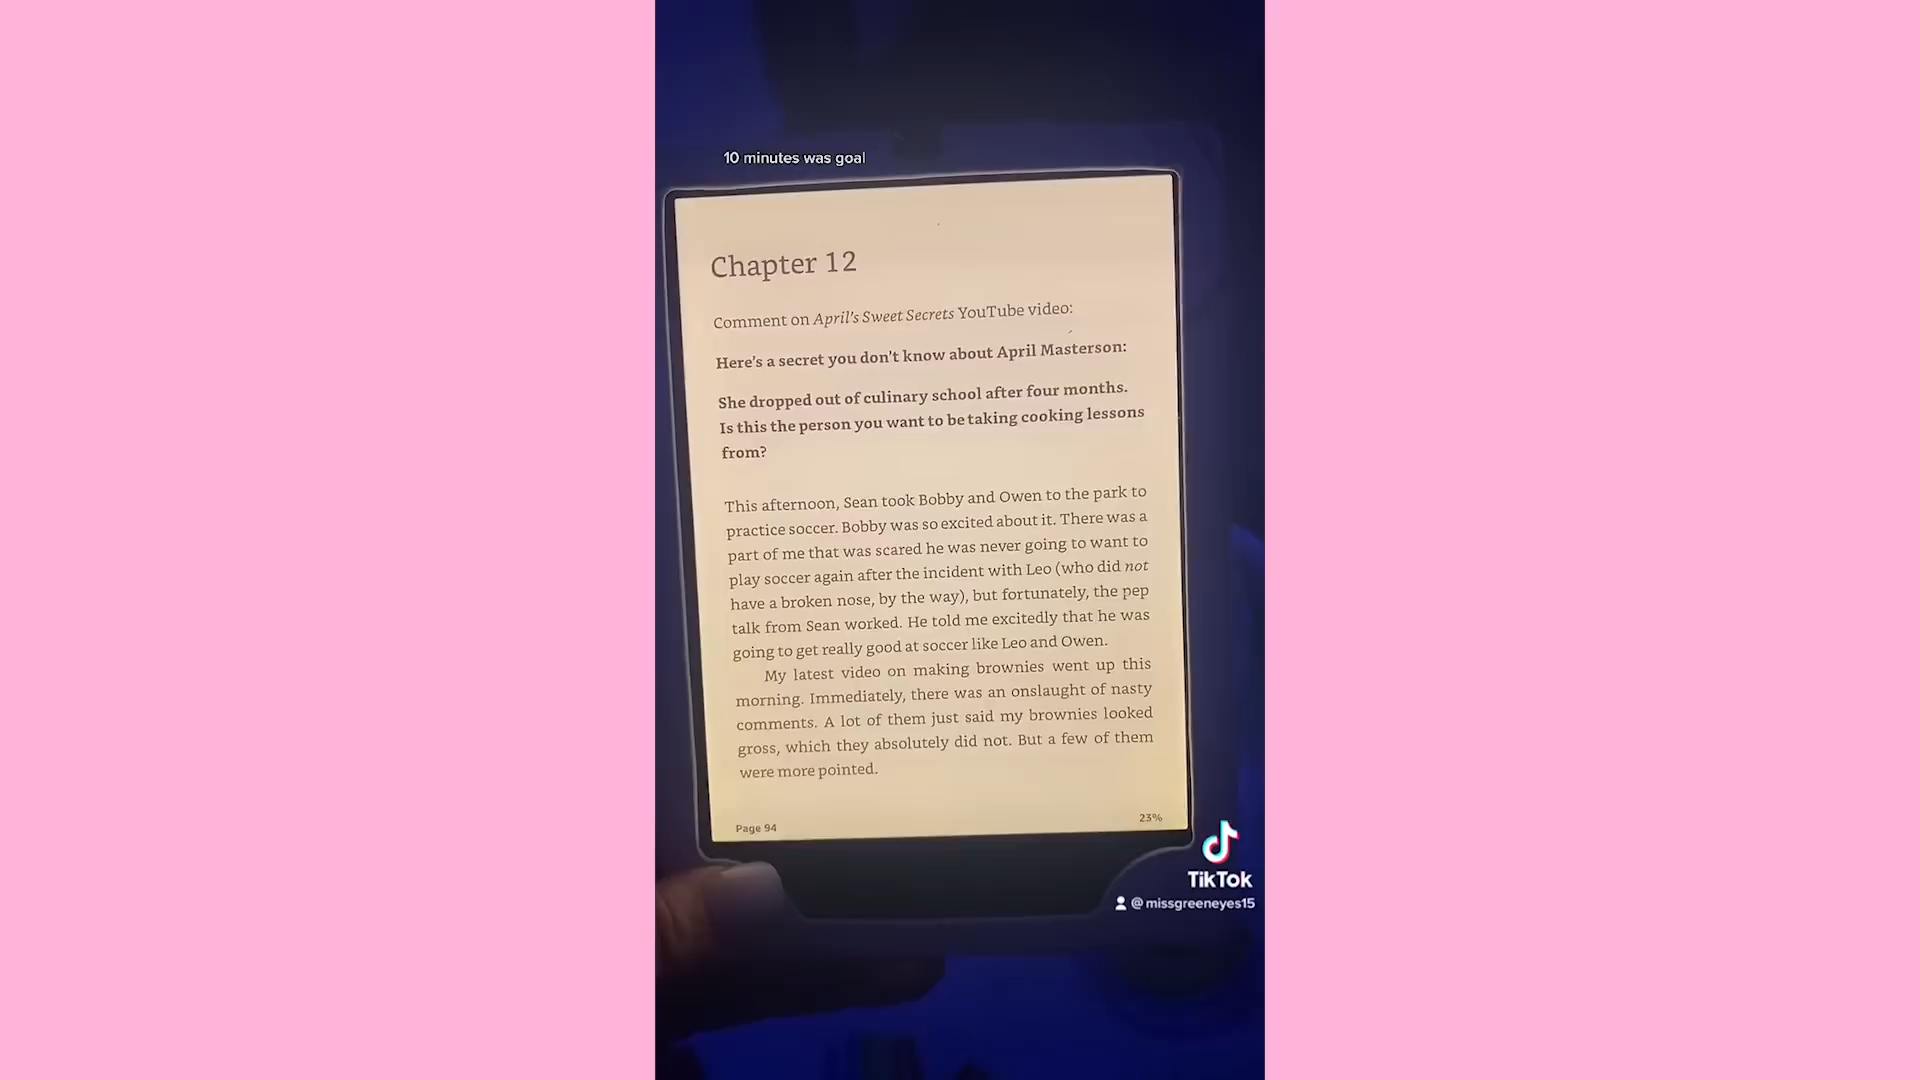 10 minutes was goal
Chapter 12
Comment on April's Sweet Secrets YouTube video:
Here's a secret you don't know about April Masterson:
She dropped out of culinary school after four months.
Is this the person you want to be taking cooking lessons
from?
This afternoon, Sean took Bobby and Owen to the park to
practice soccer. Bobby was so excited about it. There was a
part of me that was scared he was never going to want to
play soccer again after the incident with Leo (who did not
have a broken nose, by the way), but fortunately, the pep
talk from Sean worked. He told me excitedly that he was
going to get really good at soccer like Leo and Owen.
My latest video on making brownies went up this
morning. Immediately, there was an onslaught of nasty
comments. A lot of them just said my brownies looked
gross, which they absolutely did not. But a few of them
were more pointed.
Page 94
23%
TikTok
@missgreeneyes15